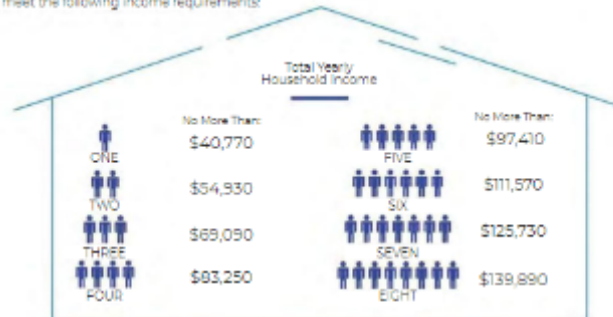 meet the following income requirements:
Total Yearly
Household Income
No More Than:
ONE
$40,770
TWO
$54,930
THREE
$69,090
FOUR
$83,250
No More Than:
FIVE
$97,410
SIX
$111,570
SEVEN
$125,730
EIGHT
$139,890